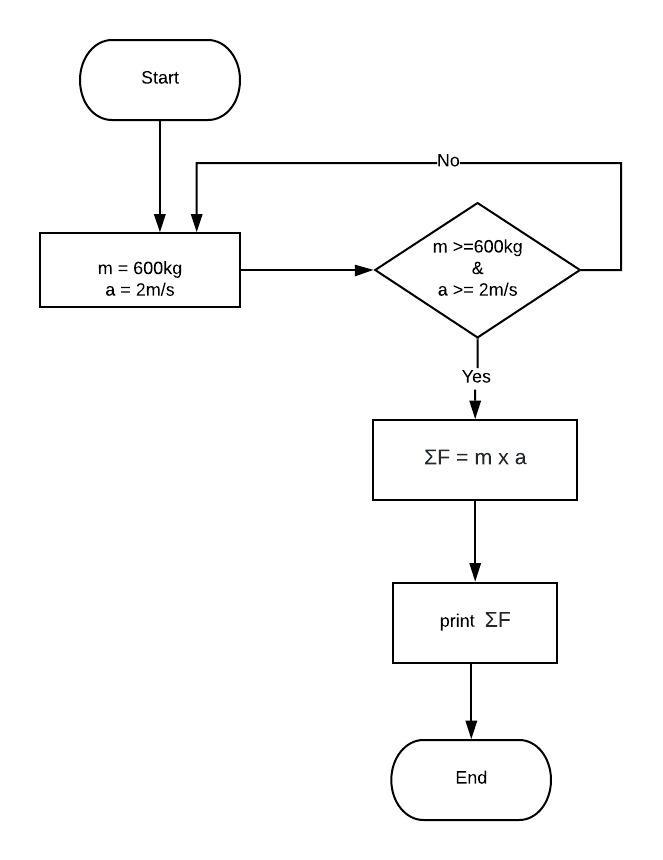 Start
No
m = 600kg
a = 2m/s
m >=600kg
&
a >= 2m/s
Yes
ΣF = m x a
print ΣF
End